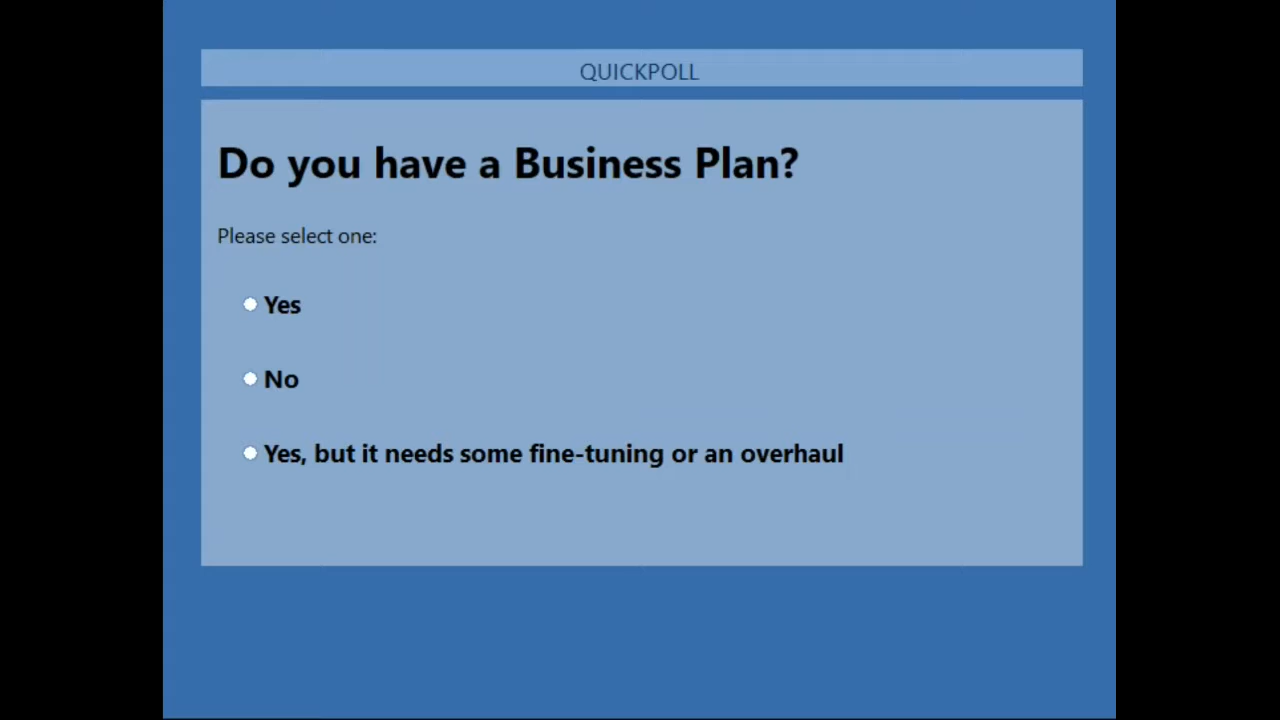 QUICKPOLL
Do you have a Business Plan?
Please select one:
Yes
No
Yes, but it needs some fine-tuning or an overhaul